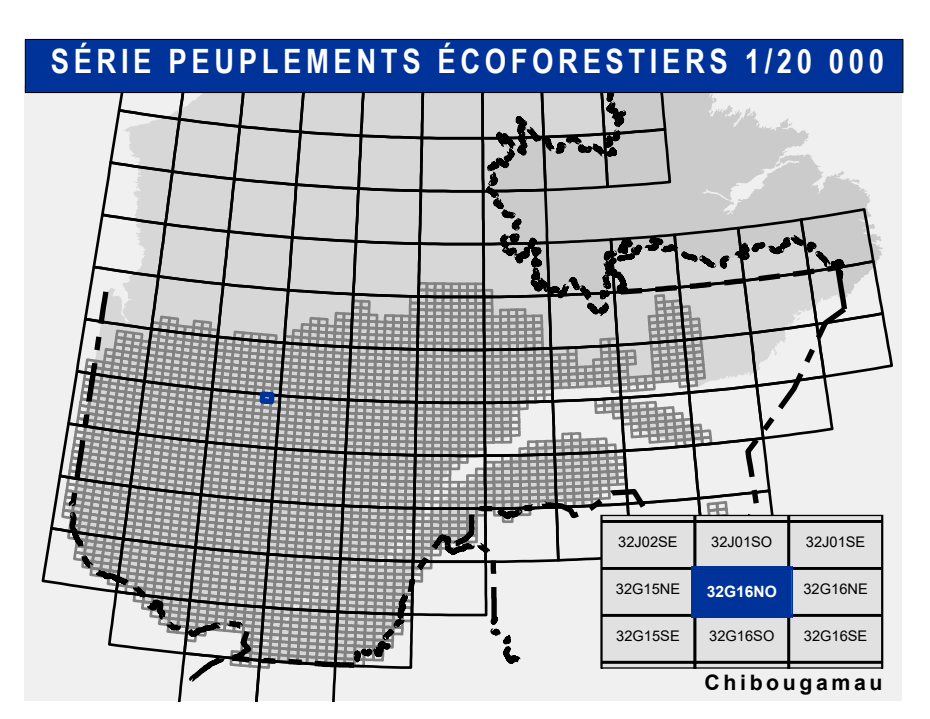 SÉRIE PEUPLEMENTS ÉCOFORESTIERS 1/20 000
32J02SE 32J01SO 32J01SE
32G15NE 32G16NO 32G16NE
32G15SE 32G16SO 32G16SE
Chibougamau